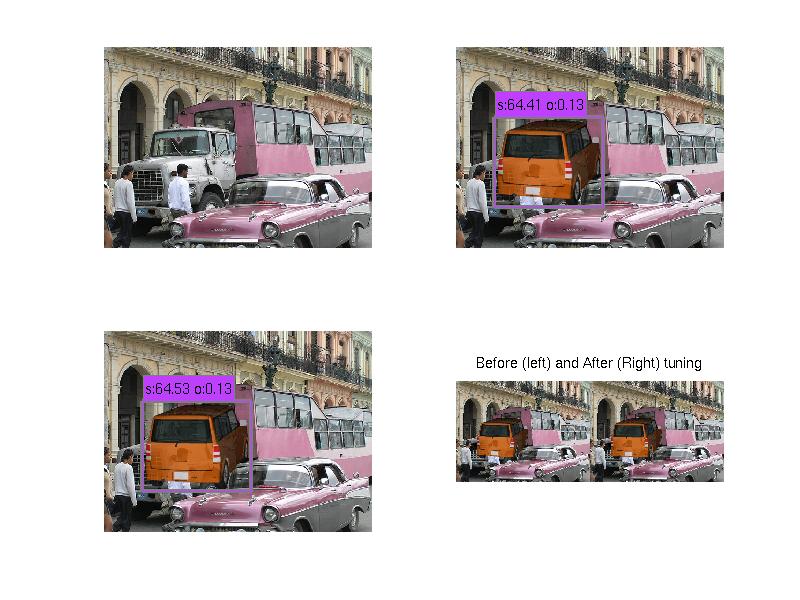 s:64.41 o:0.13
s:64.53 o:0.13
Before (left) and After (Right) tuning